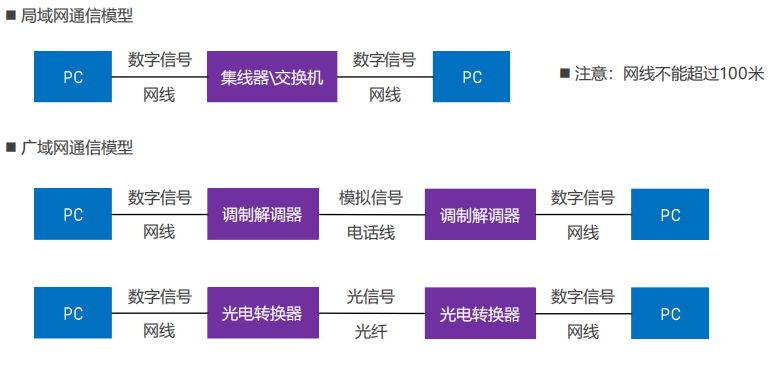 ■ 局域网通信模型
PC
数字信号
网线
集线器\交换机
数字信号
网线
PC
■ 注意：网线不能超过100米
■ 广域网通信模型
PC
数字信号
网线
调制解调器
模拟信号
电话线
调制解调器
数字信号
网线
PC
PC
数字信号
网线
光电转换器
光信号
光纤
光电转换器
数字信号
网线
PC